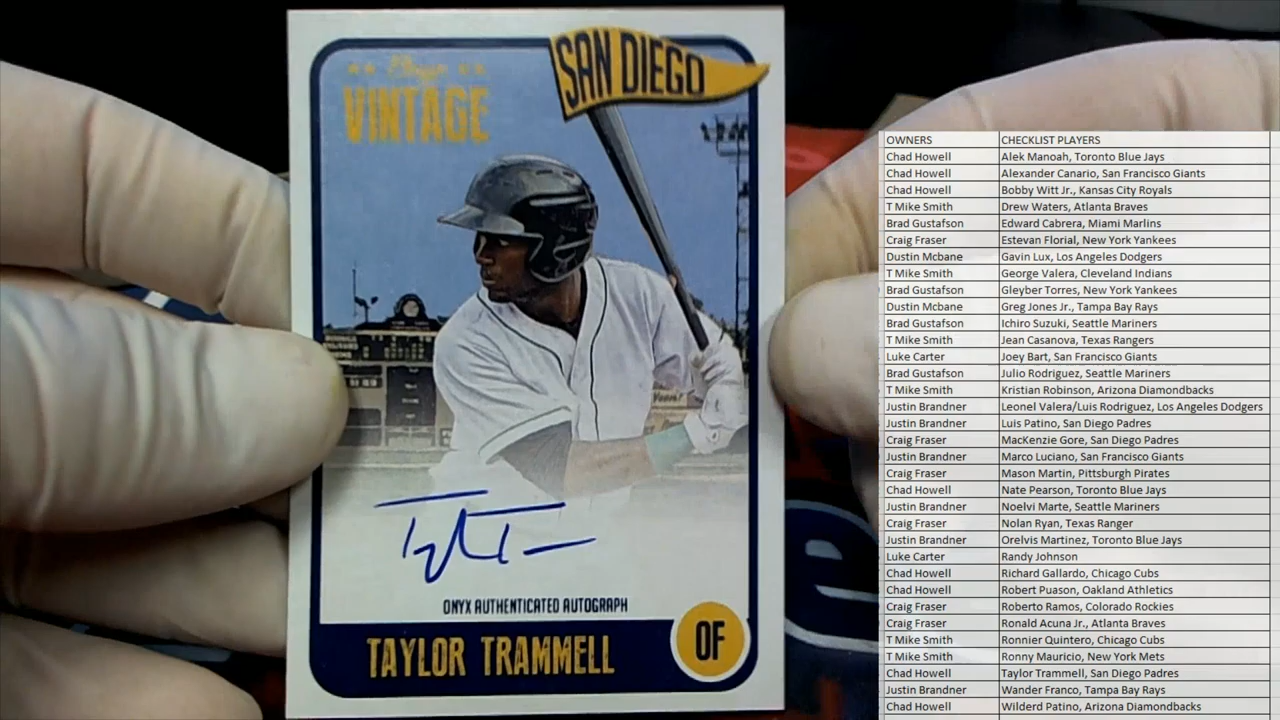 SAN DIEGO
Onyx
VINTAGE
ONYX AUTHENTICATED AUTOGRAPH
TAYLOR TRAMMELL
OF
OWNERS CHECKLIST PLAYERS
Chad Howell Alek Manoah, Toronto Blue Jays
Chad Howell Alexander Canario, San Francisco Giants
Chad Howell Bobby Witt Jr., Kansas City Royals
T Mike Smith Drew Waters, Atlanta Braves
Brad Gustafson Edward Cabrera, Miami Marlins
Craig Fraser Estevan Florial, New York Yankees
Dustin Mcbane Gavin Lux, Los Angeles Dodgers
T Mike Smith George Valera, Cleveland Indians
Brad Gustafson Gleyber Torres, New York Yankees
Dustin Mcbane Greg Jones Jr., Tampa Bay Rays
Brad Gustafson Ichiro Suzuki, Seattle Mariners
T Mike Smith Jean Casanova, Texas Rangers
Luke Carter Joey Bart, San Francisco Giants
Brad Gustafson Julio Rodriguez, Seattle Mariners
T Mike Smith Kristian Robinson, Arizona Diamondbacks
Justin Brandner Leonel Valera/Luis Rodriguez, Los Angeles Dodgers
Justin Brandner Luis Patino, San Diego Padres
Craig Fraser MacKenzie Gore, San Diego Padres
Justin Brandner Marco Luciano, San Francisco Giants
Craig Fraser Mason Martin, Pittsburgh Pirates
Chad Howell Nate Pearson, Toronto Blue Jays
Justin Brandner Noelvi Marte, Seattle Mariners
Craig Fraser Nolan Ryan, Texas Ranger
Justin Brandner Orelvis Martinez, Toronto Blue Jays
Luke Carter Randy Johnson
Chad Howell Richard Gallardo, Chicago Cubs
Chad Howell Robert Puason, Oakland Athletics
Craig Fraser Roberto Ramos, Colorado Rockies
Craig Fraser Ronald Acuna Jr., Atlanta Braves
T Mike Smith Ronnier Quintero, Chicago Cubs
T Mike Smith Ronny Mauricio, New York Mets
Chad Howell Taylor Trammell, San Diego Padres
Justin Brandner Wander Franco, Tampa Bay Rays
Chad Howell Wilderd Patino, Arizona Diamondbacks